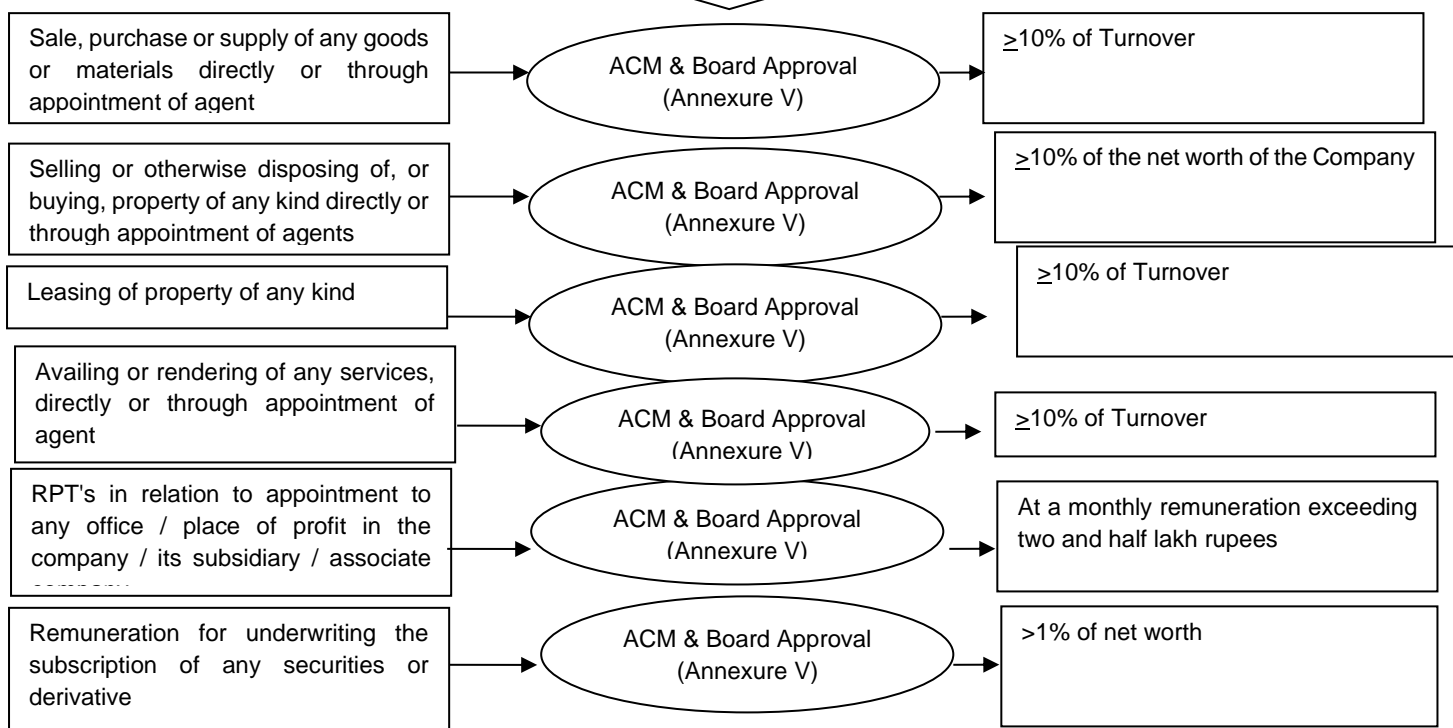 Sale, purchase or supply of any goods
or materials directly or through
appointment of agent
ACM & Board Approval
(Annexure V)
≥10% of Turnover
Selling or otherwise disposing of, or
buying, property of any kind directly or
through appointment of agents
ACM & Board Approval
(Annexure V)
≥10% of the net worth of the Company
Leasing of property of any kind
ACM & Board Approval
(Annexure V)
≥10% of Turnover
Availing or rendering of any services,
directly or through appointment of
agent
ACM & Board Approval
(Annexure V)
≥10% of Turnover
RPT's in relation to appointment to
any office / place of profit in the
company / its subsidiary / associate
ACM & Board Approval
(Annexure V)
At a monthly remuneration exceeding
two and half lakh rupees
Remuneration for underwriting the
subscription of any securities or
derivative
ACM & Board Approval
(Annexure V)
>1% of net worth